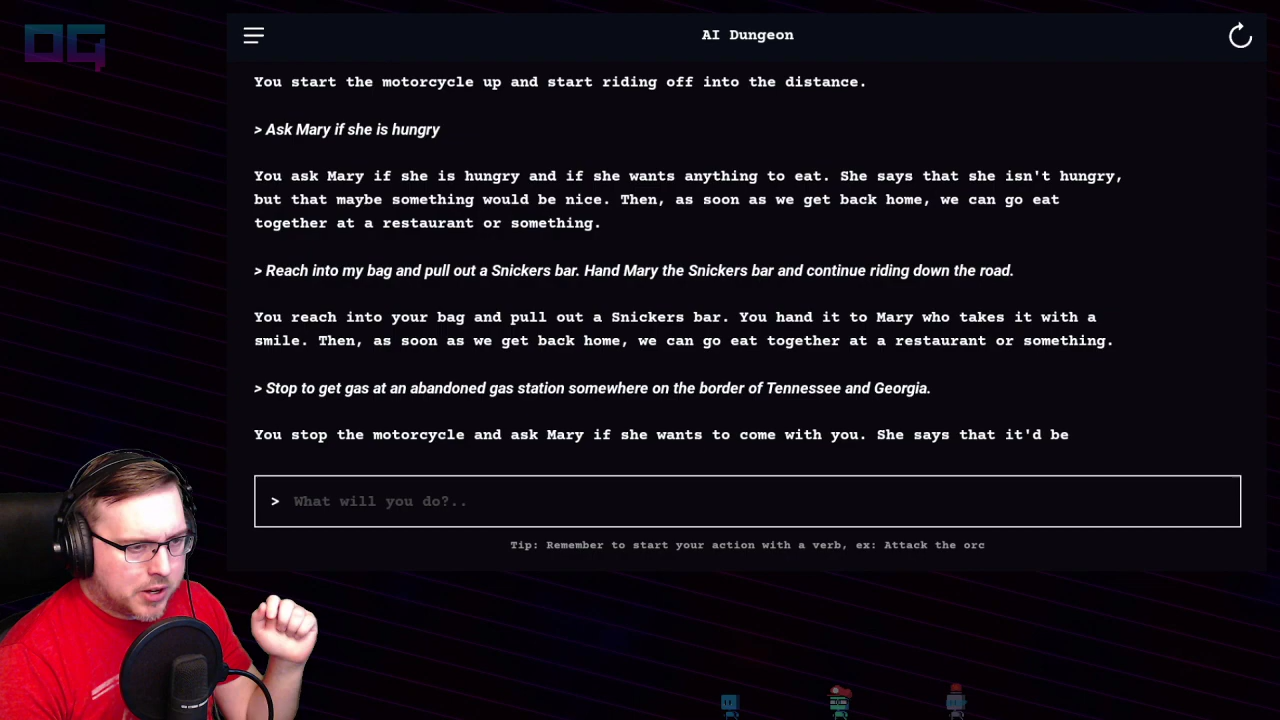 OG
AI Dungeon
You start the motorcycle up and start riding off into the distance.
> Ask Mary if she is hungry
You ask Mary if she is hungry and if she wants anything to eat. She says that she isn't hungry,
but that maybe something would be nice. Then, as soon as we get back home, we can go eat
together at a restaurant or something.
> Reach into my bag and pull out a Snickers bar. Hand Mary the Snickers bar and continue riding down the road.
You reach into your bag and pull out a Snickers bar. You hand it to Mary who takes it with a
smile. Then, as soon as we get back home, we can go eat together at a restaurant or something.
> Stop to get gas at an abandoned gas station somewhere on the border of Tennessee and Georgia.
You stop the motorcycle and ask Mary if she wants to come with you. She says that it'd be
> What will you do?..
Tip: Remember to start your action with a verb, ex: Attack the orc